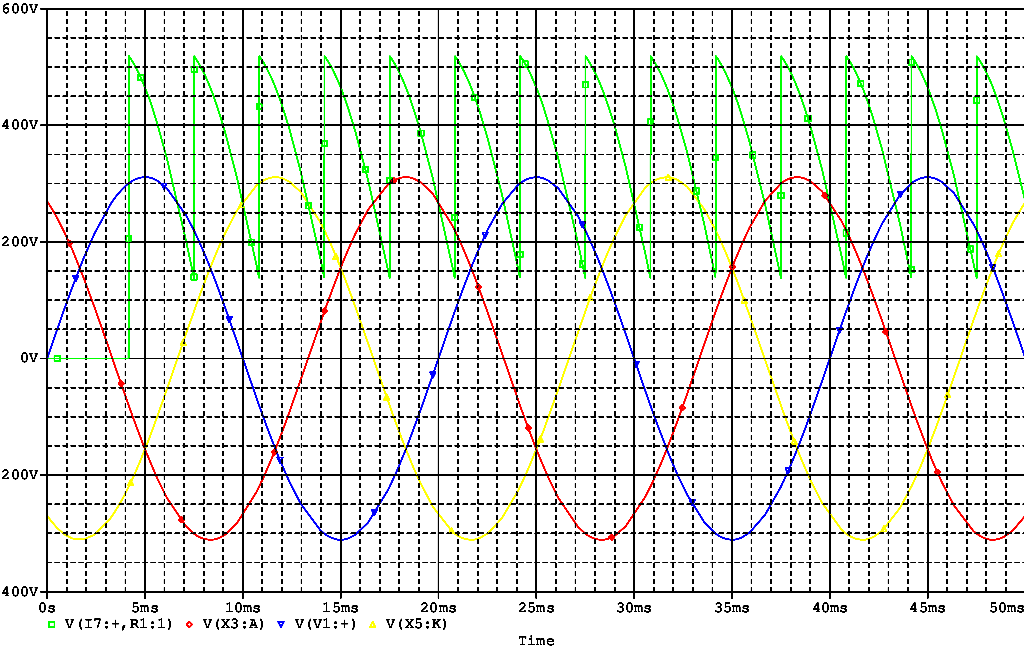 600V
400V
200V
0V
200V
400V
0s 5ms 10ms 15ms 20ms 25ms 30ms 35ms 40ms 45ms 50ms
V(I7:+,R1:1) V(X3:A) V(V1:+) V(X5:K)
Time